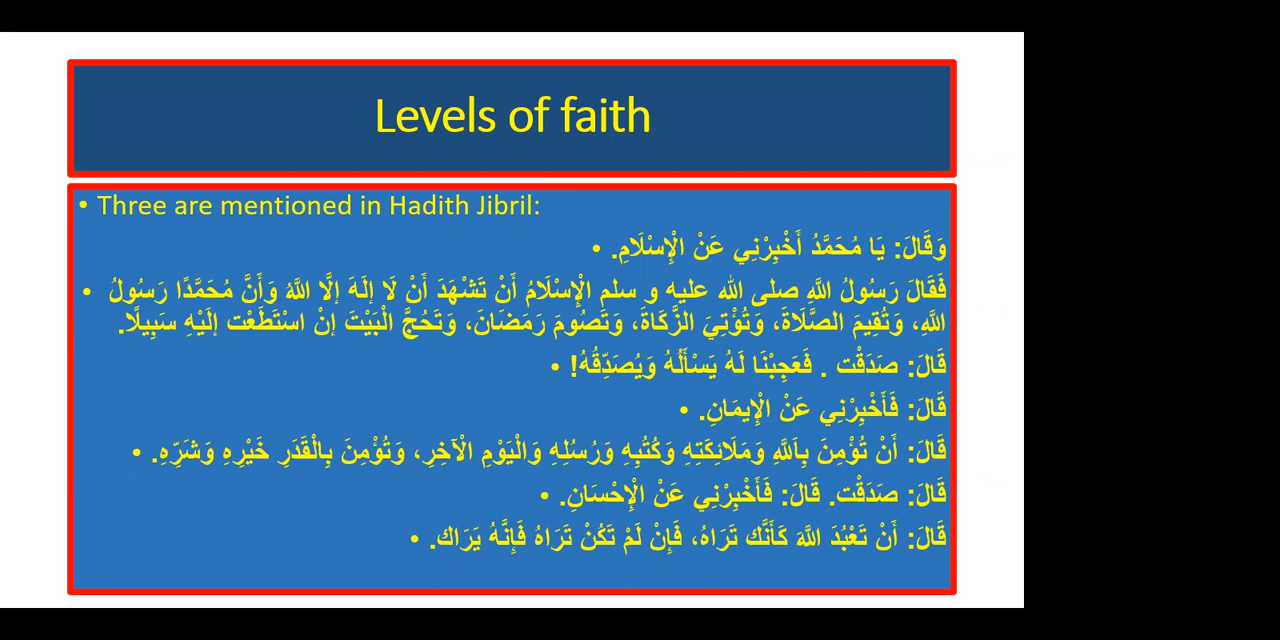 Levels of faith
• Three are mentioned in Hadith Jibril:
وَقَالَ: يَا مُحَمَّدُ أَخْبِرْنِي عَنْ الْإِسْلَامِ. •
فَقَالَ رَسُولُ اللَّهِ صلى الله عليه و سلم الْإِسْلَامُ أَنْ تَشْهَدَ أَنْ لَا إلَهَ إلَّا اللَّهُ وَأَنَّ مُحَمَّدًا رَسُولُ •
اللَّهِ، وَتُقِيمَ الصَّلَاةَ، وَتُؤْتِيَ الزَّكَاةَ، وَتَصُومَ رَمَضَانَ، وَتَحُجَّ الْبَيْتَ إنْ اسْتَطَعْت إلَيْهِ سَبِيلًا.
قَالَ: صَدَقْت . فَعَجِبْنَا لَهُ يَسْأَلُهُ وَيُصَدِّقُهُ! •
قَالَ: فَأَخْبِرْنِي عَنْ الْإِيمَانِ. •
قَالَ: أَنْ تُؤْمِنَ بِاَللَّهِ وَمَلَائِكَتِهِ وَكُتُبِهِ وَرُسُلِهِ وَالْيَوْمِ الْآخِرِ، وَتُؤْمِنَ بِالْقَدَرِ خَيْرِهِ وَشَرِّهِ. •
قَالَ: صَدَقْت. قَالَ: فَأَخْبِرْنِي عَنْ الْإِحْسَانِ. •
قَالَ: أَنْ تَعْبُدَ اللَّهَ كَأَنَّك تَرَاهُ، فَإِنْ لَمْ تَكُنْ تَرَاهُ فَإِنَّهُ يَرَاك. •